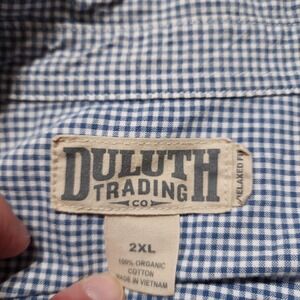 DULUTH
TRADING
CO
RELAXED FIT
2XL
100% ORGANIC
COTTON
MADE IN VIETNAM